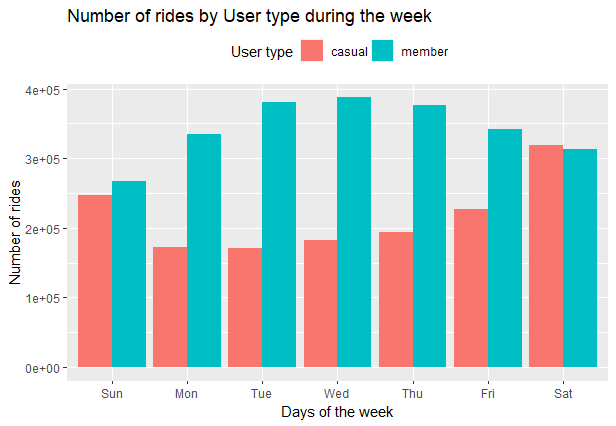 Number of rides by User type during the week
User type casual member
4e+05
3e+05
2e+05
1e+05
0e+00
Number of rides
Sun Mon Tue Wed Thu Fri Sat
Days of the week